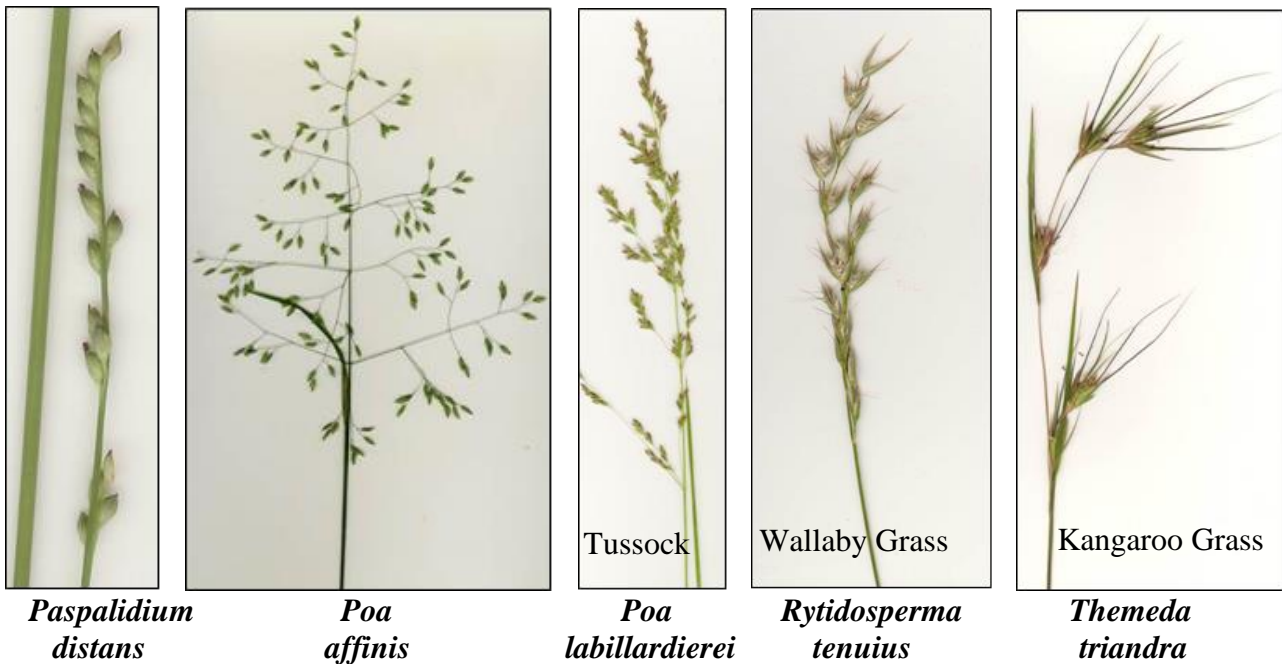 Tussock
Wallaby Grass
Kangaroo Grass
Paspalidium
distans
Poa
affinis
Poa
labillardierei
Rytidosperma
tenuius
Themeda
triandra